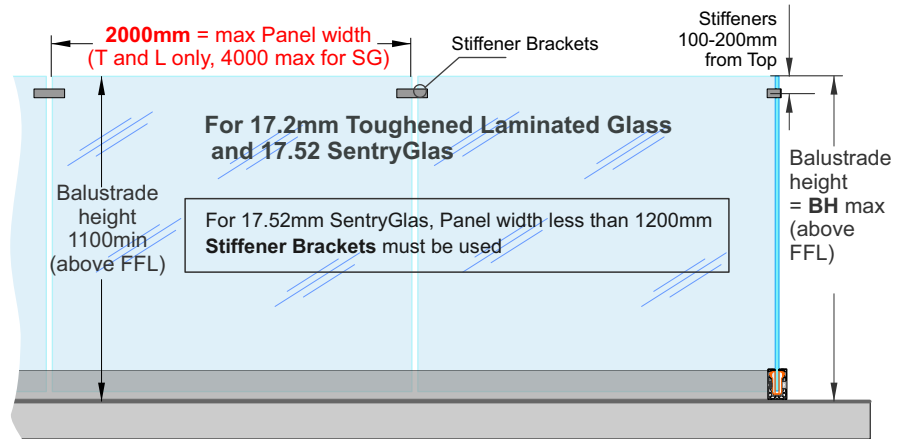 2000mm = max Panel width
(T and L only, 4000 max for SG)
Stiffener Brackets
Stiffeners
100-200mm
from Top
For 17.2mm Toughened Laminated Glass
and 17.52 SentryGlas
Balustrade
height
1100min
(above FFL)
For 17.52mm SentryGlas, Panel width less than 1200mm
Stiffener Brackets must be used
Balustrade
height
= BH max
(above
FFL)